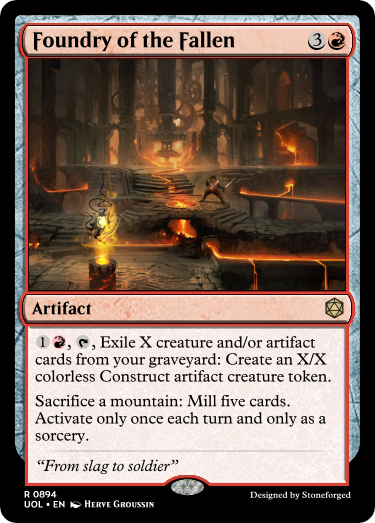 Foundry of the Fallen 3
Artifact
1 , , Exile X creature and/or artifact
cards from your graveyard: Create an X/X
colorless Construct artifact creature token.
Sacrifice a mountain: Mill five cards.
Activate only once each turn and only as a
sorcery.
“From slag to soldier”
R 0894
Designed by Stoneforged
UOL • EN Herve Groussin